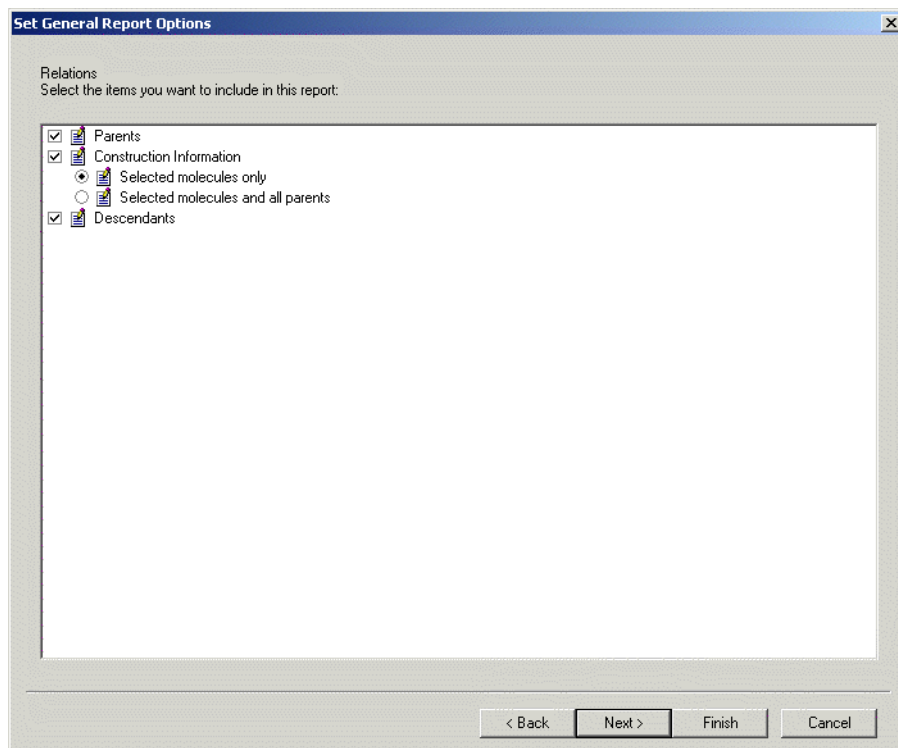 Set General Report Options
Relations
Select the items you want to include in this report:
Parents
Construction Information
Selected molecules only
Selected molecules and all parents
Descendants
< Back Next > Finish Cancel